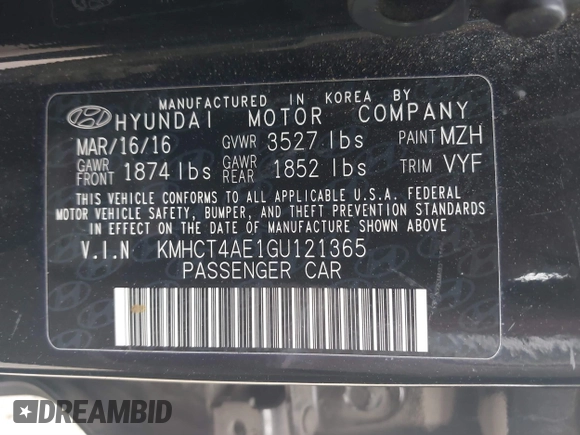 MANUFACTURED IN KOREA BY
HYUNDAI MOTOR COMPANY
MAR/16/16 GVWR 3527 lbs PAINT MZH
GAWR FRONT 1874 lbs GAWR REAR 1852 lbs TRIM VYF
THIS VEHICLE CONFORMS TO ALL APPLICABLE U.S.A. FEDERAL
MOTOR VEHICLE SAFETY, BUMPER, AND THEFT PREVENTION STANDARDS
IN EFFECT ON THE DATE OF MANUFACTURE SHOWN ABOVE.
V.I.N KMHCT4AE1GU121365
PASSENGER CAR
DREAMBID